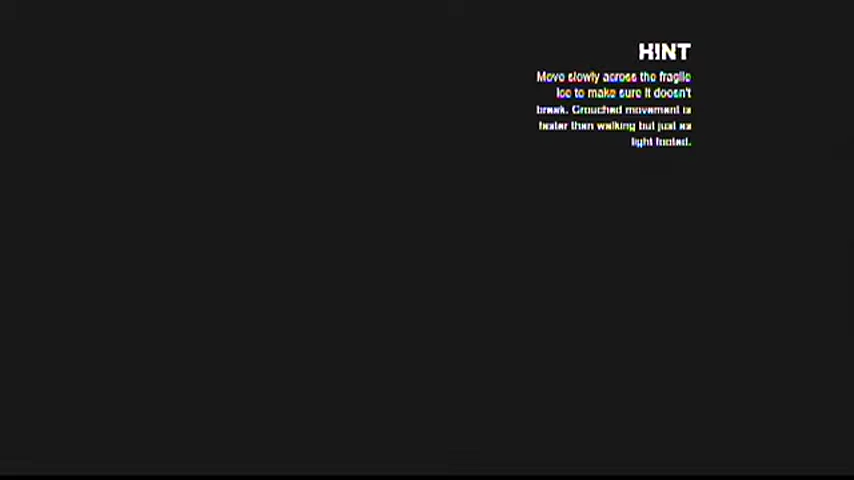 HINT
Move slowly across the fragile
ice to make sure it doesn't
break. Crouched movement is
faster than walking but just as
light footed.